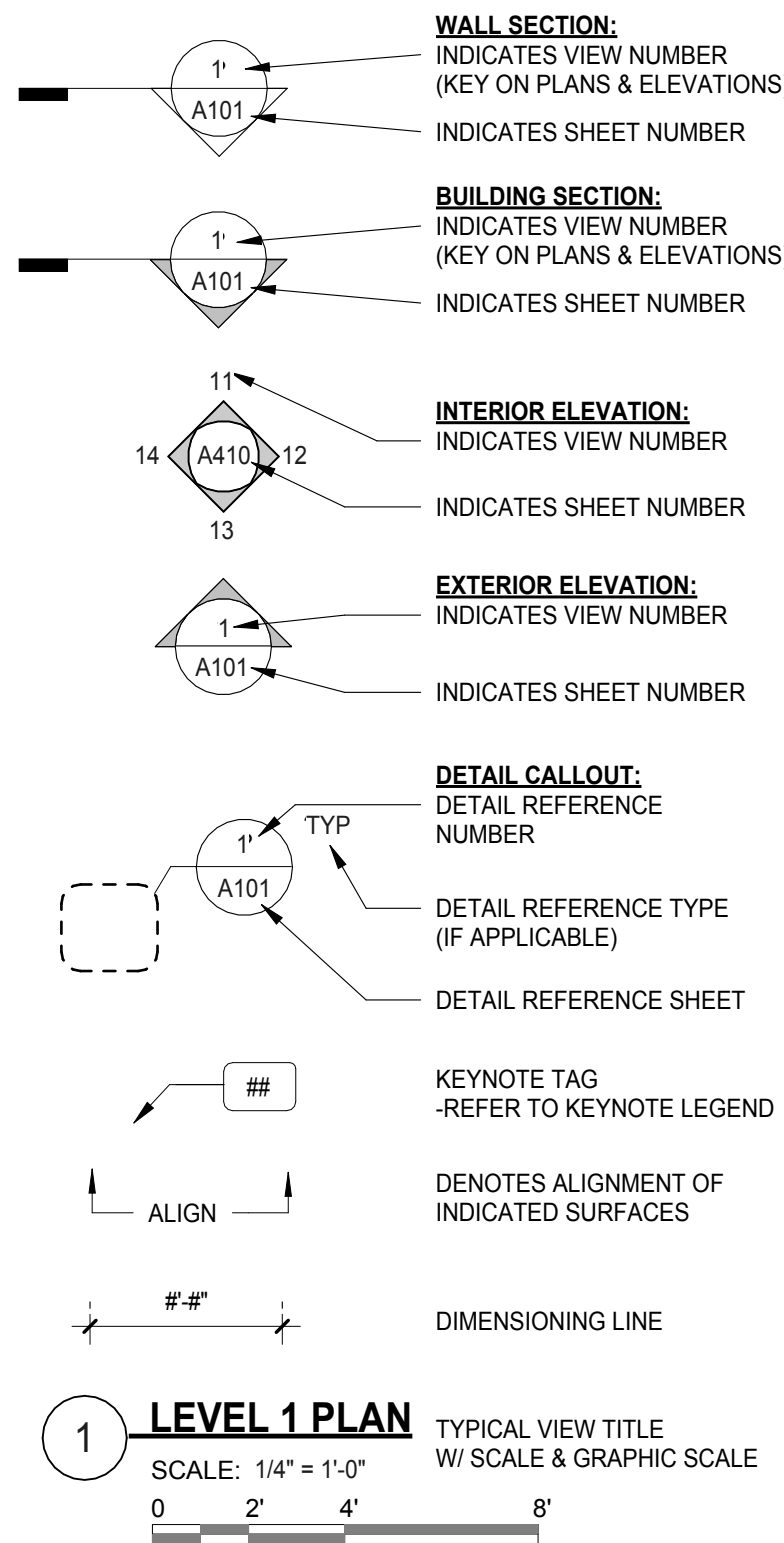 WALL SECTION:
1'
INDICATES VIEW NUMBER
(KEY ON PLANS & ELEVATIONS
A101
INDICATES SHEET NUMBER
BUILDING SECTION:
1'
INDICATES VIEW NUMBER
(KEY ON PLANS & ELEVATIONS
A101
INDICATES SHEET NUMBER
11
INTERIOR ELEVATION:
INDICATES VIEW NUMBER
14
A410
12
INDICATES SHEET NUMBER
13
EXTERIOR ELEVATION:
INDICATES VIEW NUMBER
1
A101
INDICATES SHEET NUMBER
DETAIL CALLOUT:
DETAIL REFERENCE
NUMBER
'TYP
1'
A101
DETAIL REFERENCE TYPE
(IF APPLICABLE)
DETAIL REFERENCE SHEET
##
KEYNOTE TAG
-REFER TO KEYNOTE LEGEND
ALIGN
DENOTES ALIGNMENT OF
INDICATED SURFACES
#'-#"
DIMENSIONING LINE
1
LEVEL 1 PLAN
SCALE: 1/4" = 1'-0"
TYPICAL VIEW TITLE
W/ SCALE & GRAPHIC SCALE
0 2' 4' 8'